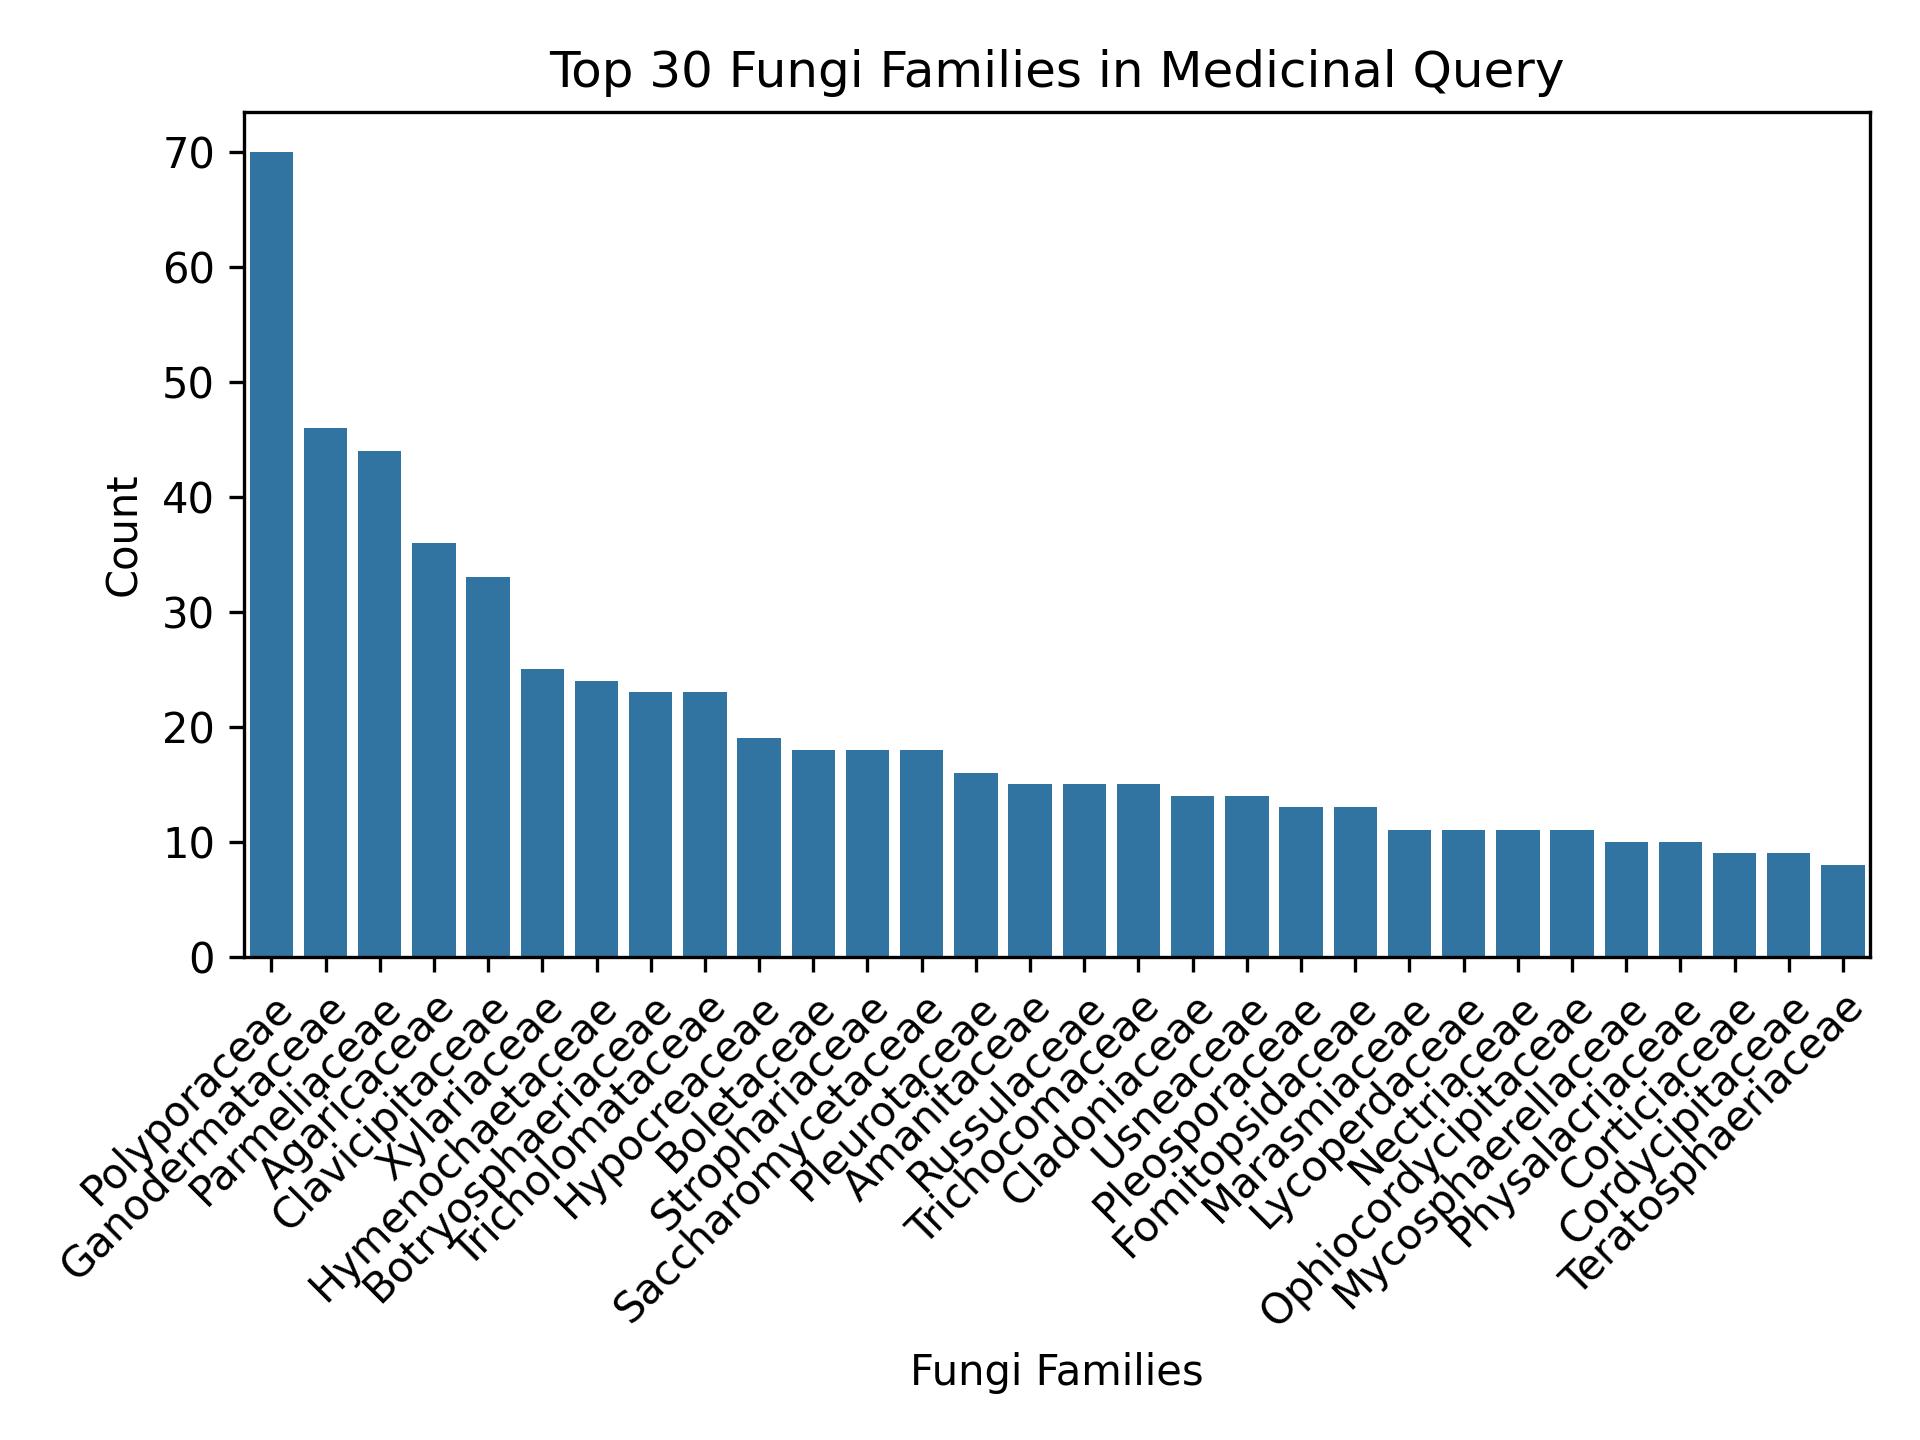 Top 30 Fungi Families in Medicinal Query
70
60
50
40
30
20
10
0
Count
Polyporaceae
Ganodermataceae
Parmeliaceae
Agaricaceae
Clavicipitaceae
Xylariaceae
Hymenochaetaceae
Botryosphaeriaceae
Tricholomataceae
Hypocreaceae
Boletaceae
Strophariaceae
Saccharomycetaceae
Pleurotaceae
Amanitaceae
Russulaceae
Trichocomaceae
Cladoniaceae
Usneaceae
Pleosporaceae
Fomitopsidaceae
Marasmiaceae
Lycoperdaceae
Nectriaceae
Ophiocordycipitaceae
Mycosphaerellaceae
Physalacriaceae
Corticiaceae
Cordycipitaceae
Teratosphaeriaceae
Fungi Families